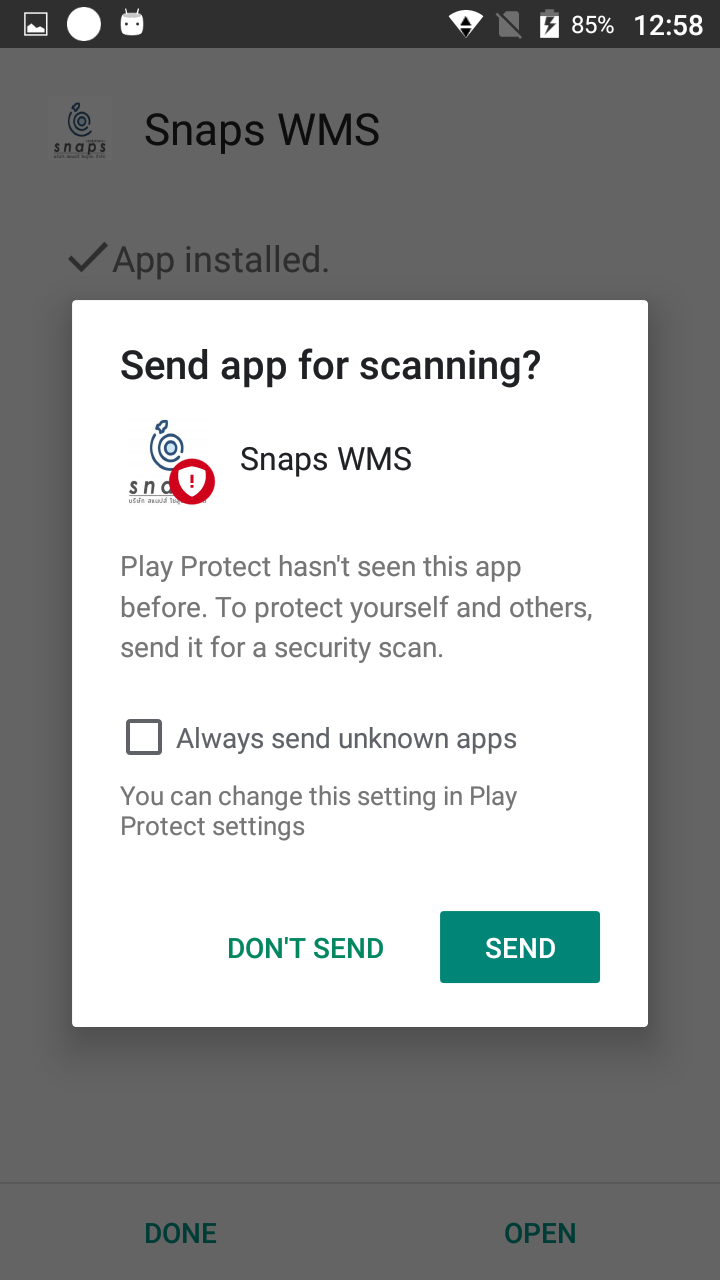 85% 12:58
snaps
Snaps WMS
App installed.
Send app for scanning?
Snaps WMS
Play Protect hasn't seen this app
before. To protect yourself and others,
send it for a security scan.
Always send unknown apps
You can change this setting in Play
Protect settings
DON'T SEND
SEND
DONE
OPEN